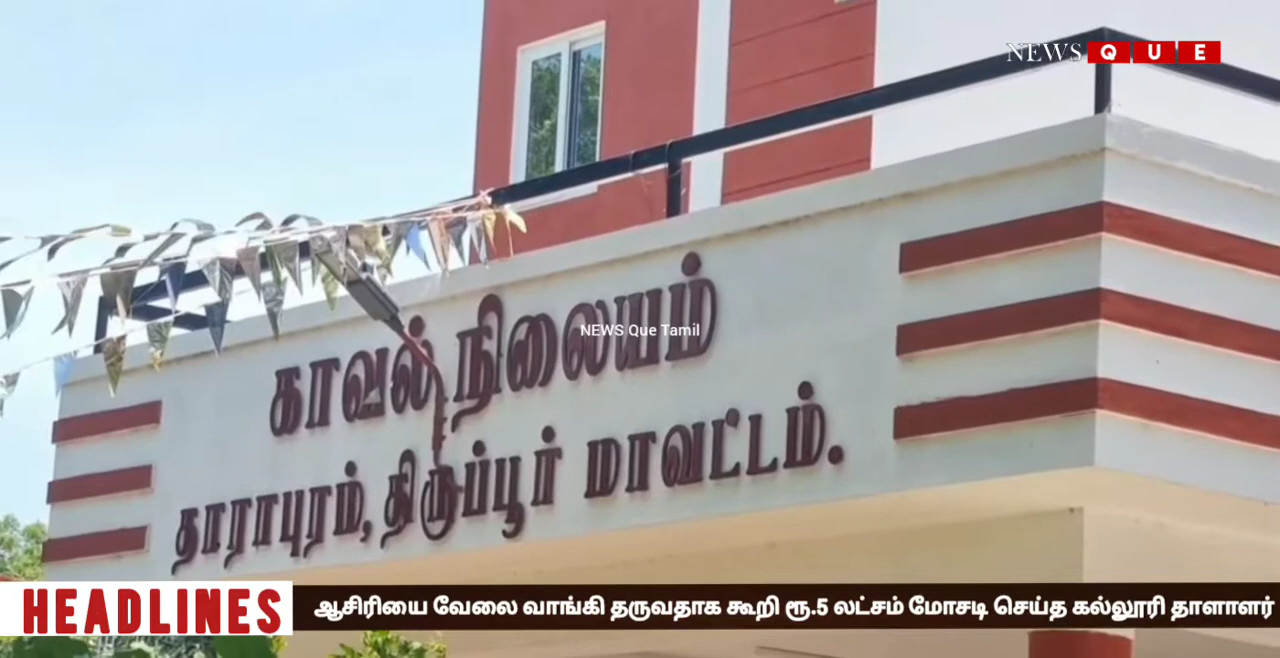 NEWS QUE
காவல் நிலையம்
NEWS Que Tamil
தாராபுரம், திருப்பூர் மாவட்டம்.
HEADLINES
ஆசிரியை வேலை வாங்கி தருவதாக கூறி ரூ.5 லட்சம் மோசடி செய்த கல்லூரி தாளாளர்